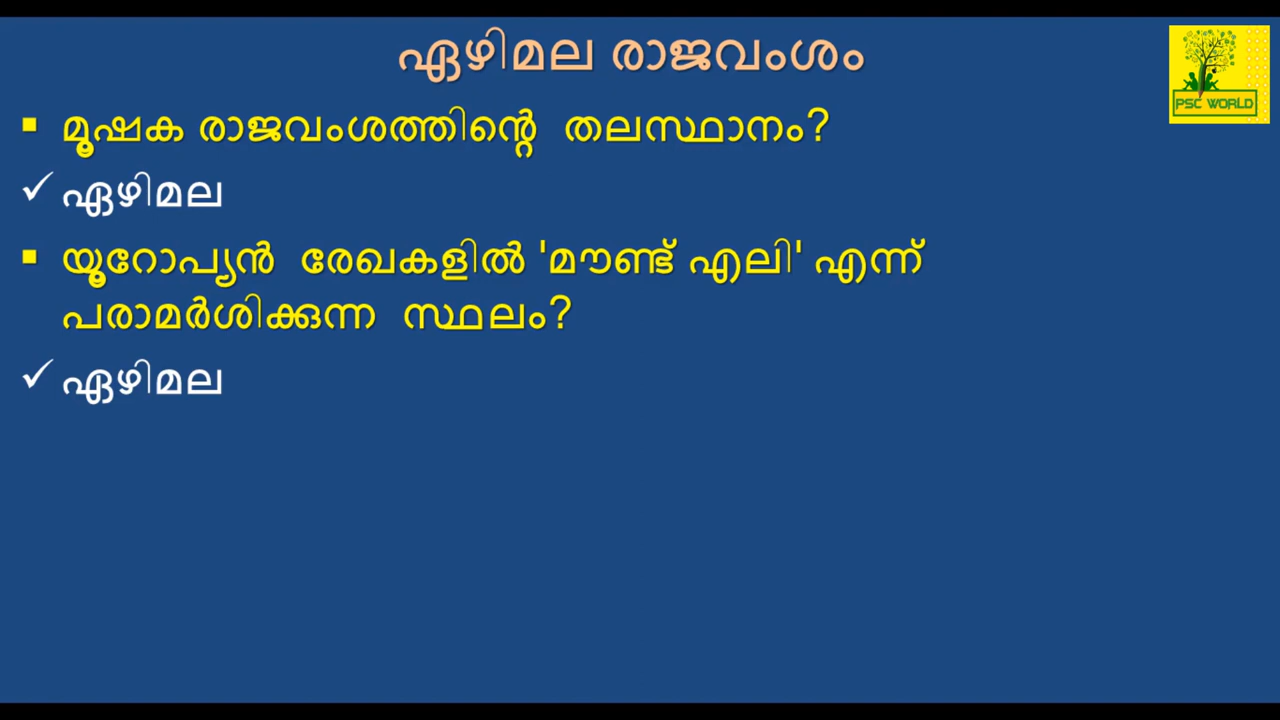 ഏഴിമല രാജവംശം
PSC WORLD
▪ മൂഷക രാജവംശത്തിന്റെ തലസ്ഥാനം?
✓ ഏഴിമല
▪ യൂറോപ്യൻ രേഖകളിൽ 'മൗണ്ട് എലി' എന്ന്
പരാമർശിക്കുന്ന സ്ഥലം?
✓ ഏഴിമല